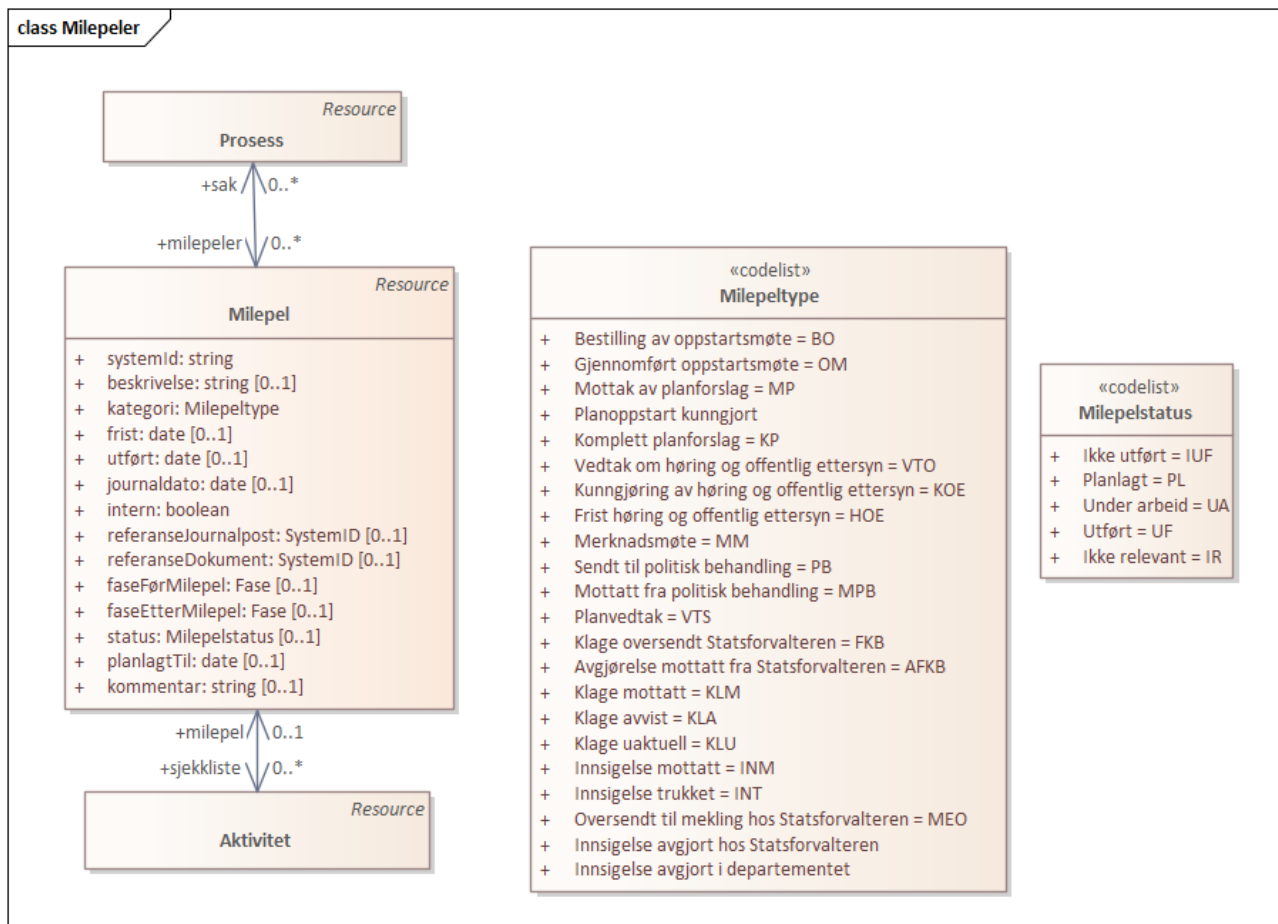 class Milepeler
Resource
Prosess
+sak 0..*
+milepeler 0..*
Resource
Milepel
+ systemId: string
+ beskrivelse: string [0..1]
+ kategori: Milepeltype
+ frist: date [0..1]
+ utført: date [0..1]
+ journaldato: date [0..1]
+ intern: boolean
+ referanseJournalpost: SystemID [0..1]
+ referanseDokument: SystemID [0..1]
+ faseFørMilepel: Fase [0..1]
+ faseEtterMilepel: Fase [0..1]
+ status: Milepelstatus [0..1]
+ planlagtTil: date [0..1]
+ kommentar: string [0..1]
+milepel 0..1
+sjekkliste 0..*
Resource
Aktivitet
«codelist»
Milepeltype
+ Bestilling av oppstartsmøte = BO
+ Gjennomført oppstartsmøte = OM
+ Mottak av planforslag = MP
+ Planoppstart kunngjort
+ Komplett planforslag = KP
+ Vedtak om høring og offentlig ettersyn = VTO
+ Kunngjøring av høring og offentlig ettersyn = KOE
+ Frist høring og offentlig ettersyn = HOE
+ Merknadsmøte = MM
+ Sendt til politisk behandling = PB
+ Mottatt fra politisk behandling = MPB
+ Planvedtak = VTS
+ Klage oversendt Statsforvalteren = FKB
+ Avgjørelse mottatt fra Statsforvalteren = AFKB
+ Klage mottatt = KLM
+ Klage avvist = KLA
+ Klage uaktuell = KLU
+ Innsigelse mottatt = INM
+ Innsigelse trukket = INT
+ Oversendt til mekling hos Statsforvalteren = MEO
+ Innsigelse avgjort hos Statsforvalteren
+ Innsigelse avgjort i departementet
«codelist»
Milepelstatus
+ Ikke utført = IUF
+ Planlagt = PL
+ Under arbeid = UA
+ Utført = UF
+ Ikke relevant = IR